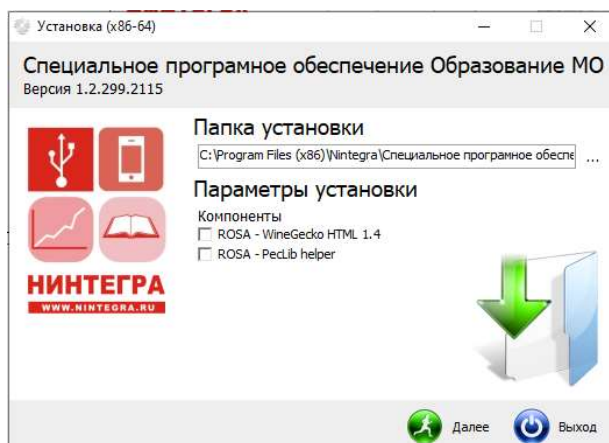 Установка (x86-64)
Специальное програмное обеспечение Образование МО
Версия 1.2.299.2115
Папка установки
C:\Program Files (x86)\Nintegra\Специальное програмное обеспе
...
Параметры установки
Компоненты
ROSA - WineGecko HTML 1.4
ROSA - PecLib helper
НИНТЕГРА
WWW.NINTEGRA.RU
Далее
Выход